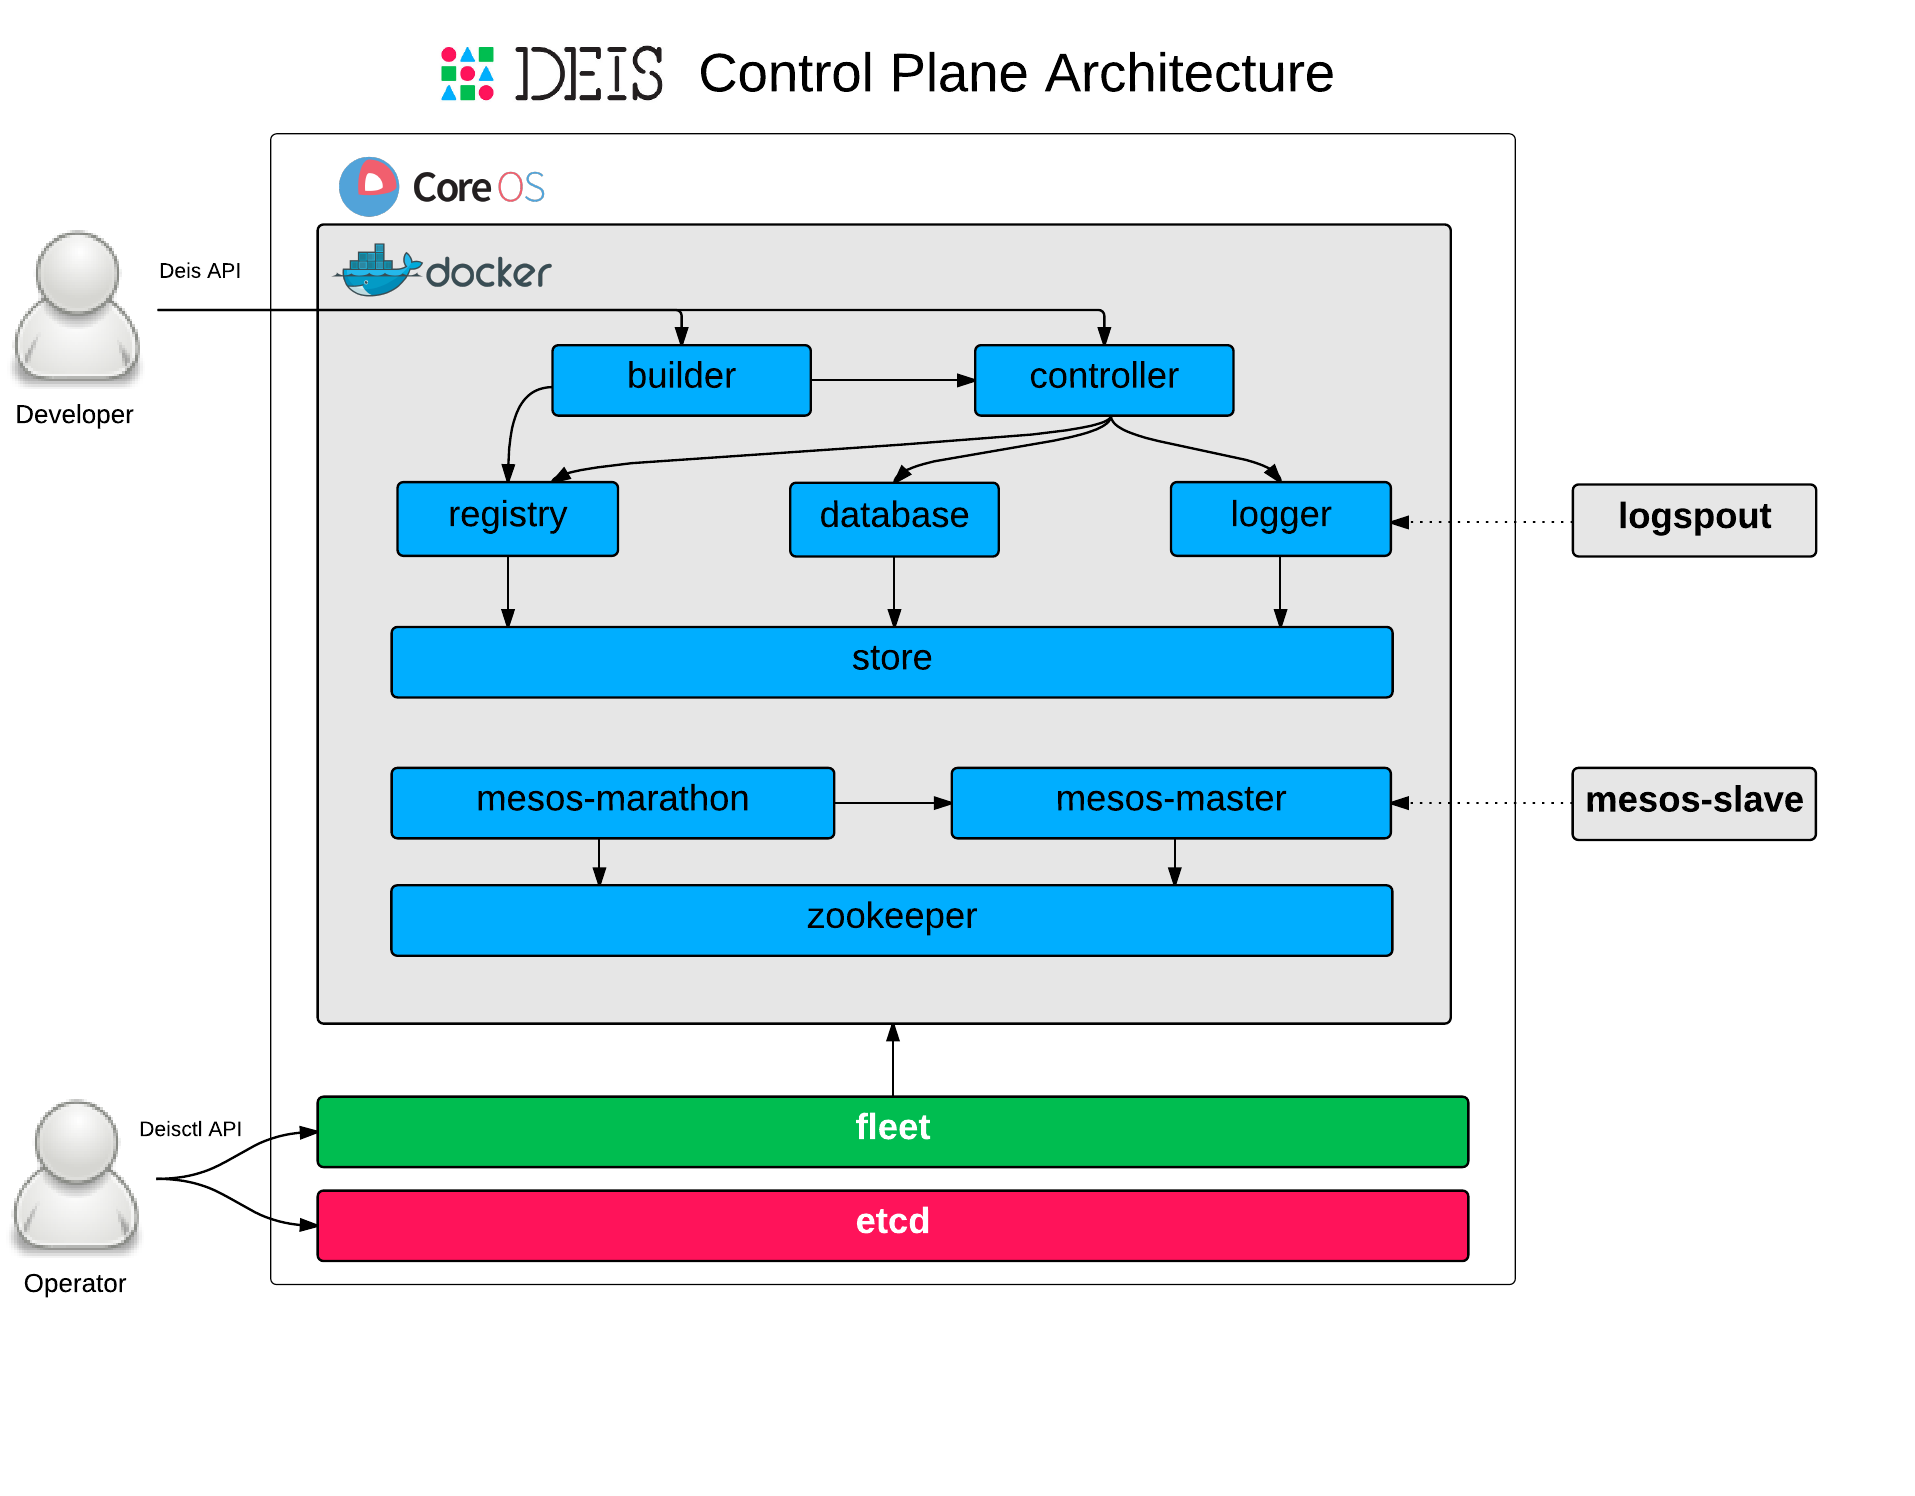 DEIS Control Plane Architecture
CoreOS
docker
Deis API
Developer
builder
controller
registry
database
logger
logspout
store
mesos-marathon
mesos-master
mesos-slave
zookeeper
fleet
Deisctl API
etcd
Operator